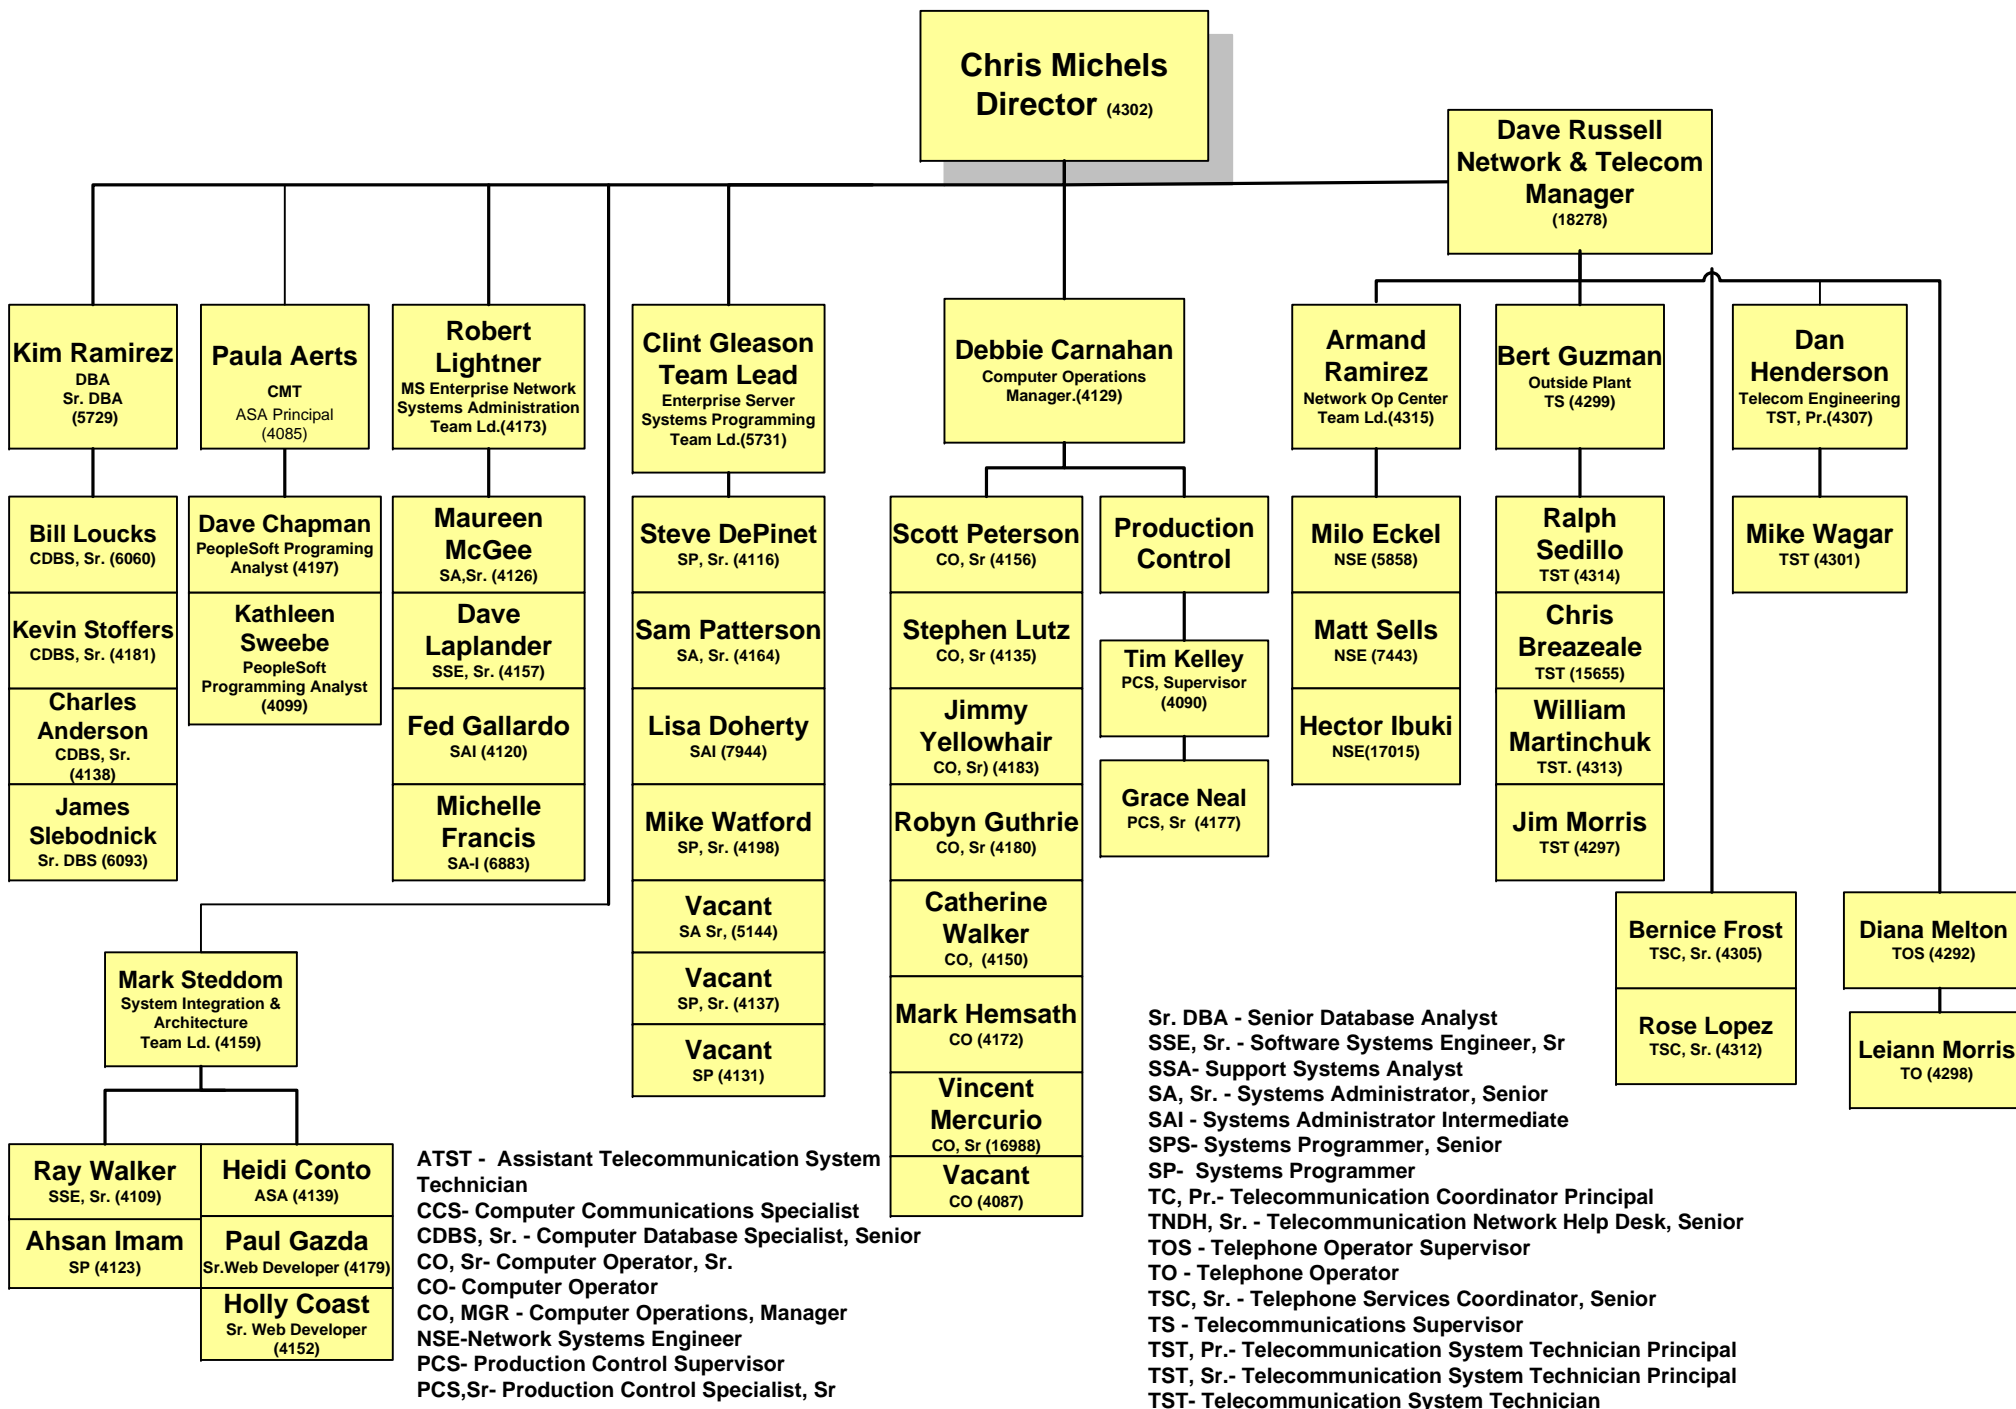 Chris Michels
Director (4302)
Dave Russell
Network & Telecom
Manager
(18278)
Kim Ramirez
DBA
Sr. DBA
(5729)
Paula Aerts
CMT
ASA Principal
(4085)
Robert
Lightner
MS Enterprise Network
Systems Administration
Team Ld.(4173)
Clint Gleason
Team Lead
Enterprise Server
Systems Programming
Team Ld.(5731)
Debbie Carnahan
Computer Operations
Manager.(4129)
Armand
Ramirez
Network Op Center
Team Ld.(4315)
Bert Guzman
Outside Plant
TS (4299)
Dan
Henderson
Telecom Engineering
TST, Pr.(4307)
Bill Loucks
CDBS, Sr. (6060)
Kevin Stoffers
CDBS, Sr. (4181)
Charles
Anderson
CDBS, Sr.
(4138)
James
Slebodnick
Sr. DBS (6093)
Dave Chapman
PeopleSoft Programing
Analyst (4197)
Kathleen
Sweebe
PeopleSoft
Programming Analyst
(4099)
Maureen
McGee
SA,Sr. (4126)
Dave
Laplander
SSE, Sr. (4157)
Fed Gallardo
SAI (4120)
Michelle
Francis
SA-I (6883)
Steve DePinet
SP, Sr. (4116)
Sam Patterson
SA, Sr. (4164)
Lisa Doherty
SAI (7944)
Mike Watford
SP, Sr. (4198)
Vacant
SA Sr, (5144)
Vacant
SP, Sr. (4137)
Vacant
SP (4131)
Scott Peterson
CO, Sr (4156)
Stephen Lutz
CO, Sr (4135)
Jimmy
Yellowhair
CO, Sr) (4183)
Robyn Guthrie
CO, Sr (4180)
Catherine
Walker
CO, (4150)
Mark Hemsath
CO (4172)
Vincent
Mercurio
CO, Sr (16988)
Vacant
CO (4087)
Production
Control
Tim Kelley
PCS, Supervisor
(4090)
Grace Neal
PCS, Sr (4177)
Milo Eckel
NSE (5858)
Matt Sells
NSE (7443)
Hector Ibuki
NSE(17015)
Ralph
Sedillo
TST (4314)
Chris
Breazeale
TST (15655)
William
Martinchuk
TST. (4313)
Jim Morris
TST (4297)
Mike Wagar
TST (4301)
Bernice Frost
TSC, Sr. (4305)
Rose Lopez
TSC, Sr. (4312)
Diana Melton
TOS (4292)
Leiann Morris
TO (4298)
Mark Steddom
System Integration &
Architecture
Team Ld. (4159)
Ray Walker
SSE, Sr. (4109)
Ahsan Imam
SP (4123)
Heidi Conto
ASA (4139)
Paul Gazda
Sr.Web Developer (4179)
Holly Coast
Sr. Web Developer
(4152)
ATST - Assistant Telecommunication System
Technician
CCS- Computer Communications Specialist
CDBS, Sr. - Computer Database Specialist, Senior
CO, Sr- Computer Operator, Sr.
CO- Computer Operator
CO, MGR - Computer Operations, Manager
NSE-Network Systems Engineer
PCS- Production Control Supervisor
PCS,Sr- Production Control Specialist, Sr
Sr. DBA - Senior Database Analyst
SSE, Sr. - Software Systems Engineer, Sr
SSA- Support Systems Analyst
SA, Sr. - Systems Administrator, Senior
SAI - Systems Administrator Intermediate
SPS- Systems Programmer, Senior
SP- Systems Programmer
TC, Pr.- Telecommunication Coordinator Principal
TNDH, Sr. - Telecommunication Network Help Desk, Senior
TOS - Telephone Operator Supervisor
TO - Telephone Operator
TSC, Sr. - Telephone Services Coordinator, Senior
TS - Telecommunications Supervisor
TST, Pr.- Telecommunication System Technician Principal
TST, Sr.- Telecommunication System Technician Principal
TST- Telecommunication System Technician